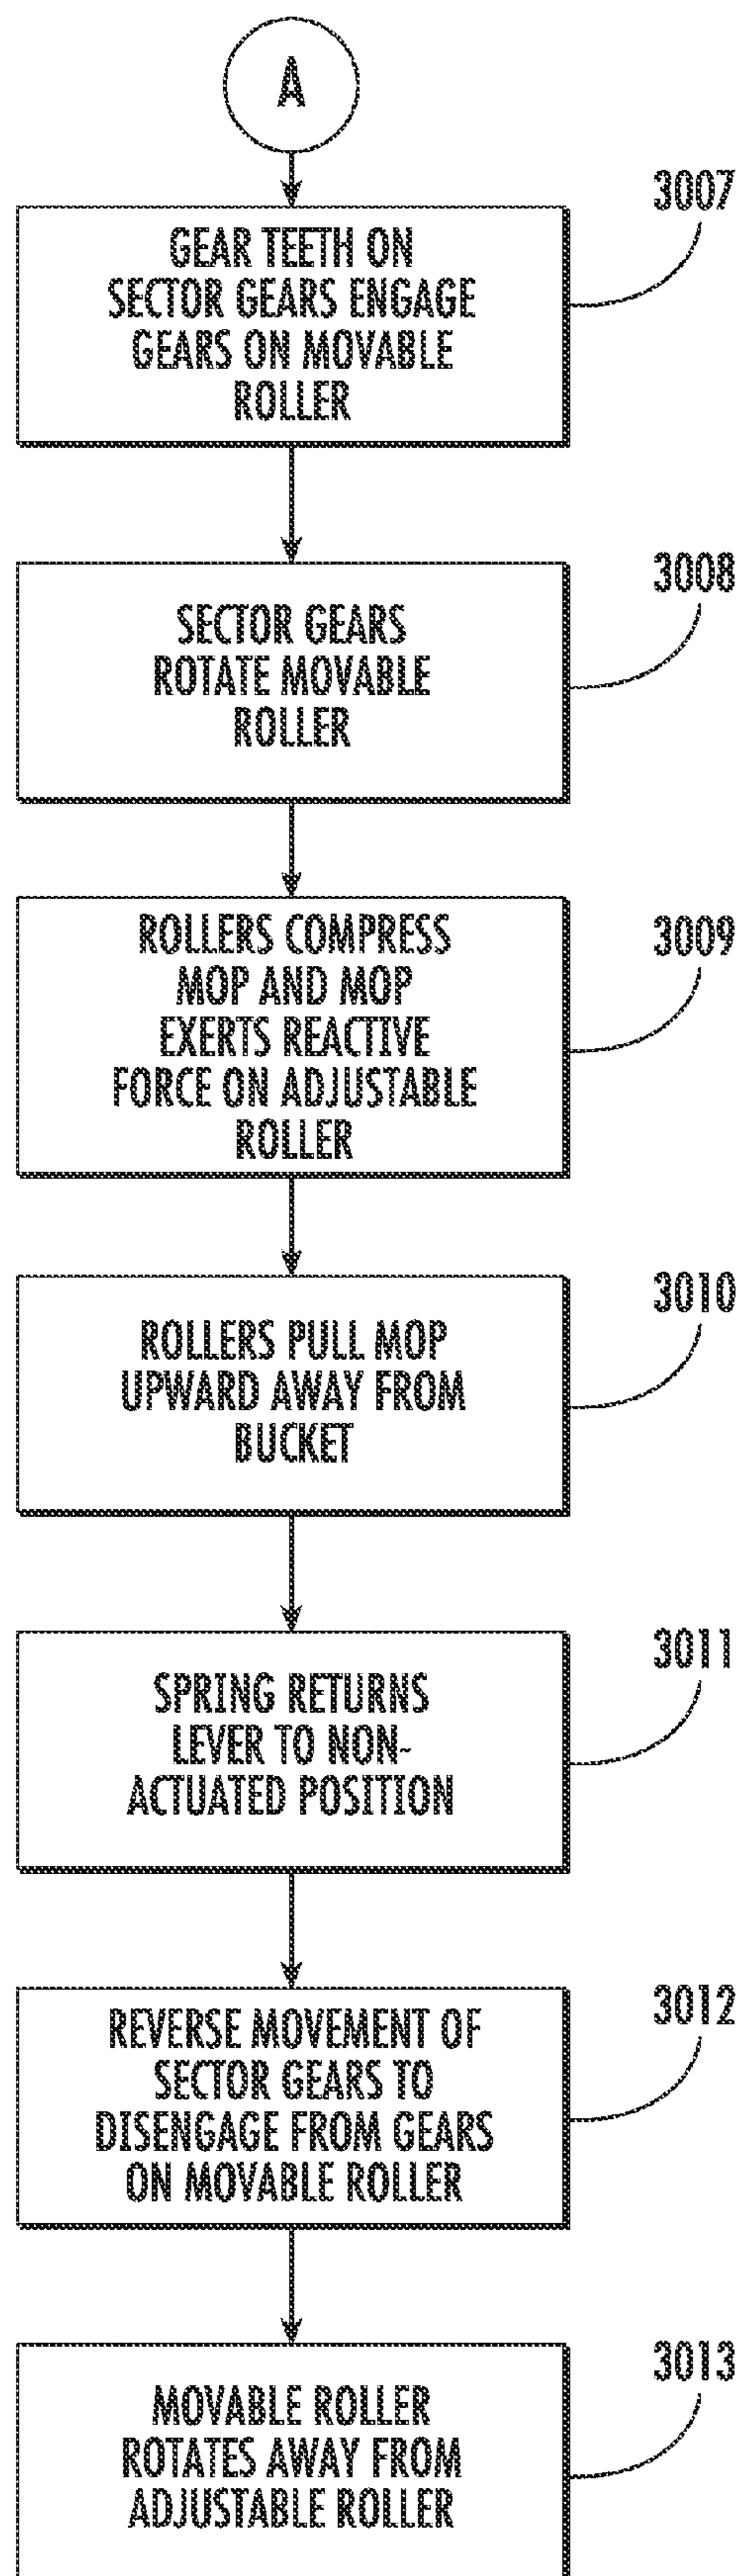 A
3007
GEAR TEETH ON
SECTOR GEARS ENGAGE
GEARS ON MOVABLE
ROLLER
3008
SECTOR GEARS
ROTATE MOVABLE
ROLLER
3009
ROLLERS COMPRESS
MOP AND MOP
EXERTS REACTIVE
FORCE ON ADJUSTABLE
ROLLER
3010
ROLLERS PULL MOP
UPWARD AWAY FROM
BUCKET
3011
SPRING RETURNS
LEVER TO NON-
ACTUATED POSITION
3012
REVERSE MOVEMENT OF
SECTOR GEARS TO
DISENGAGE FROM GEARS
ON MOVABLE ROLLER
3013
MOVABLE ROLLER
ROTATES AWAY FROM
ADJUSTABLE ROLLER